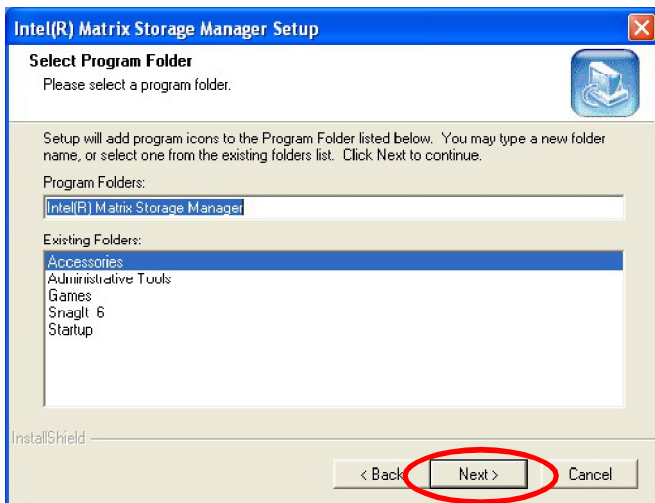 Intel(R) Matrix Storage Manager Setup
Select Program Folder
Please select a program folder.
Setup will add program icons to the Program Folder listed below. You may type a new folder
name, or select one from the existing folders list. Click Next to continue.
Program Folders:
Intel(R) Matrix Storage Manager
Existing Folders:
Accessories
Administrative Tools
Games
SnagIt 6
Startup
InstallShield
< Back
Next >
Cancel